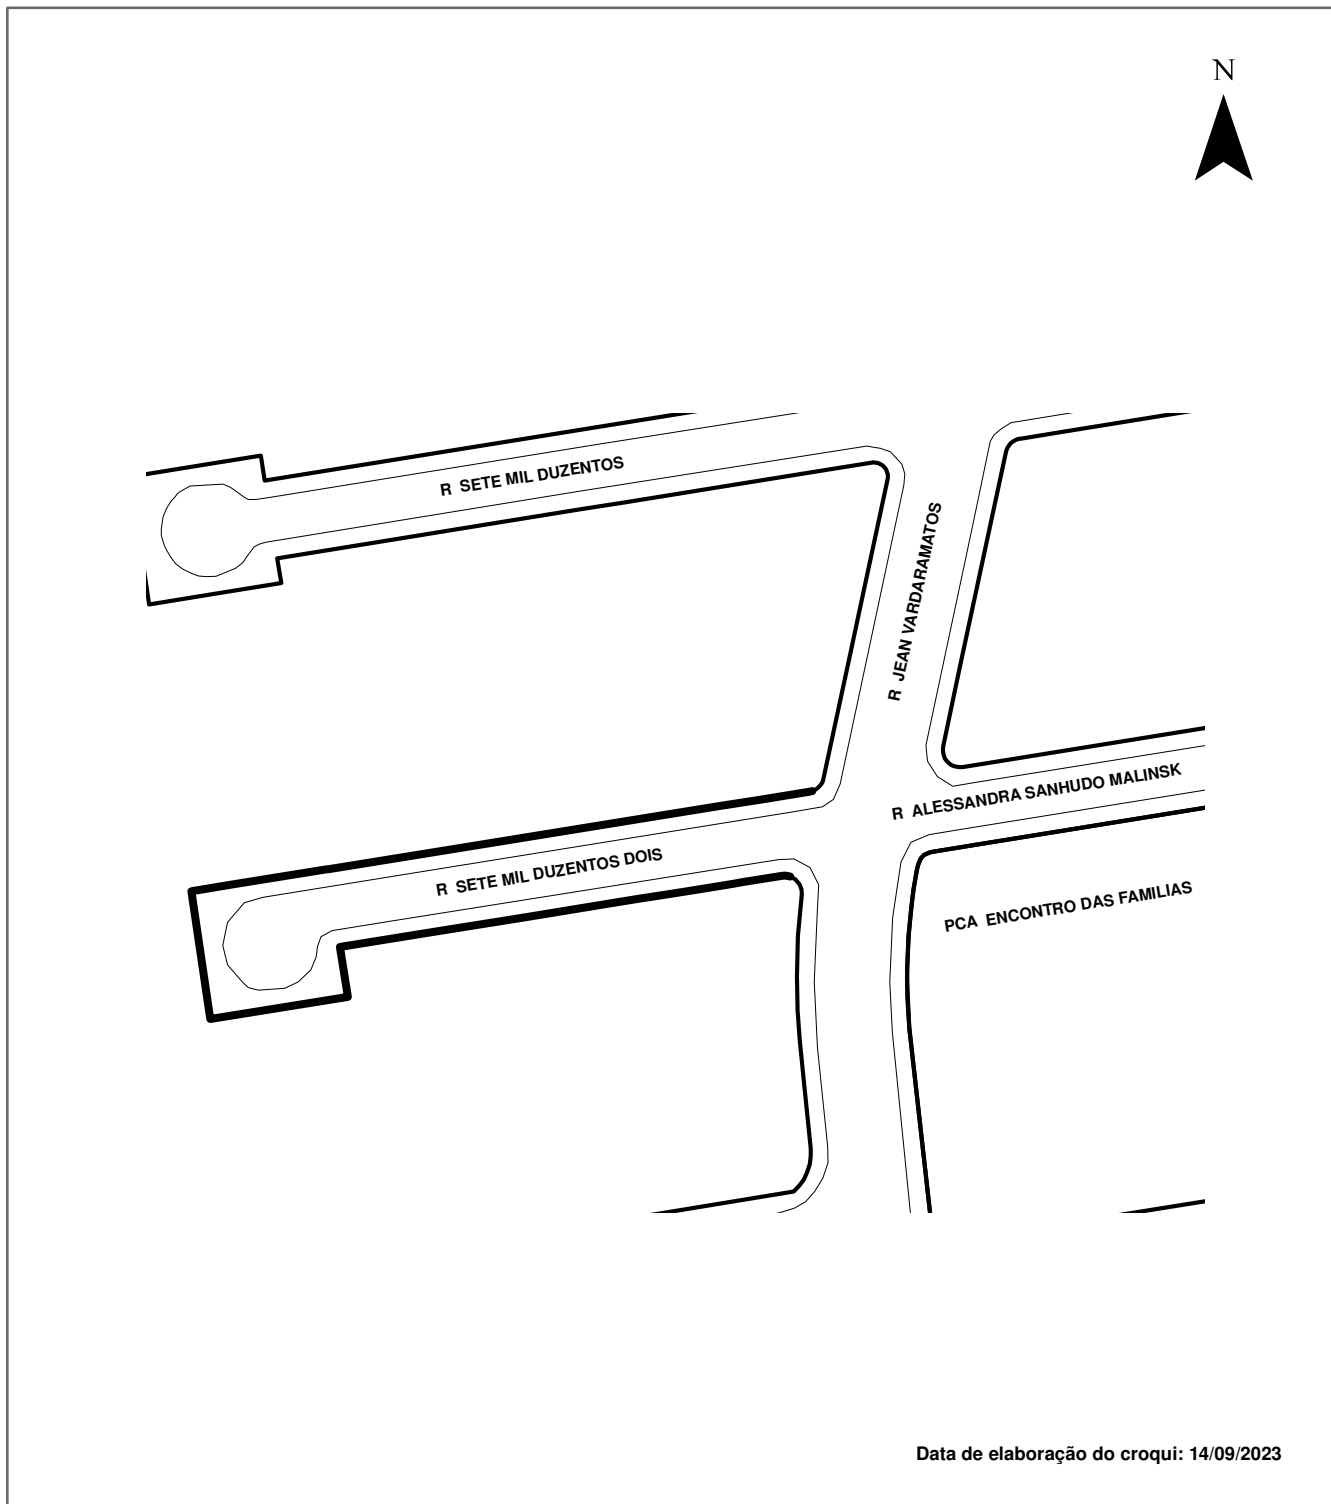 N
R SETE MIL DUZENTOS
R JEAN VARDARAMATOS
R ALESSANDRA SANHUDO MALINSK
R SETE MIL DUZENTOS DOIS
PCA ENCONTRO DAS FAMILIAS
Data de elaboração do croqui: 14/09/2023